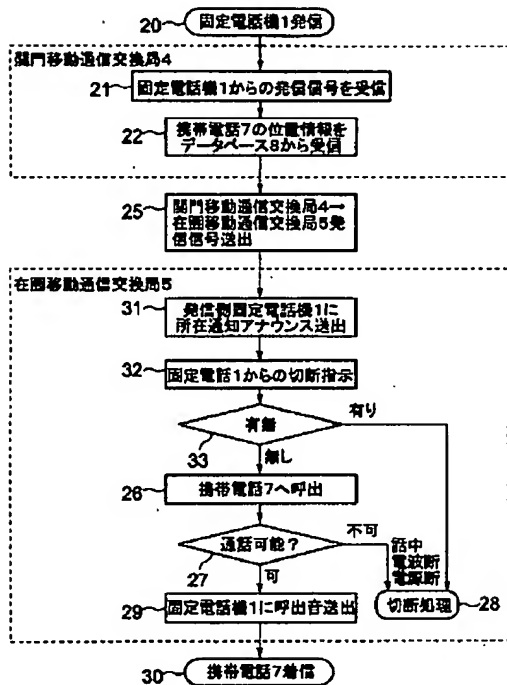 20
固定電話機1発信
関門移動通信交換局4
21
固定電話機1からの発信信号を受信
22
携帯電話7の位置情報を
データベース8から受信
25
関門移動通信交換局4→
在圏移動通信交換局5発
信信号送出
在圏移動通信交換局5
31
発信側固定電話機1に
所在通知アナウンス送出
32
固定電話1からの切断指示
有無
有り
33
無し
26
携帯電話7へ呼出
通話可能?
不可
27
可
話中
電波断
電源断
29
固定電話機1に呼出音送出
切断処理
28
30
携帯電話7着信